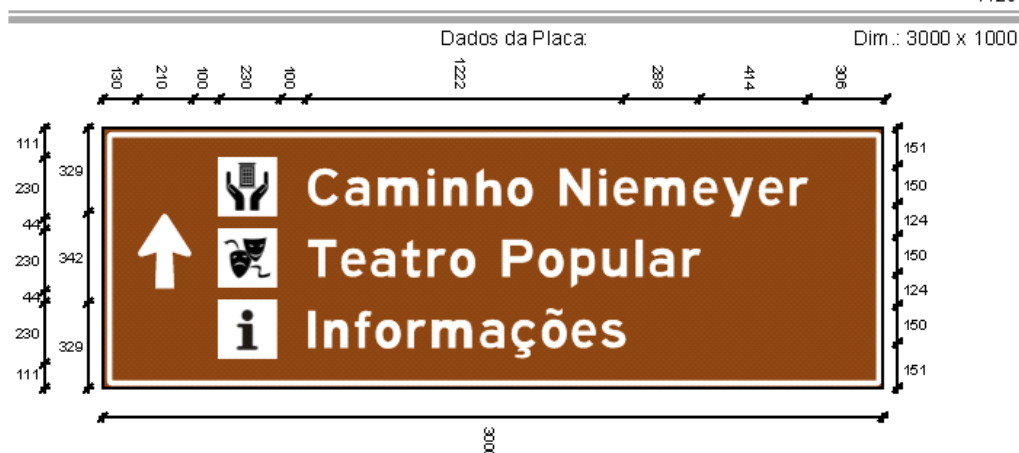 Dados da Placa:
Dim.: 3000 x 1000
130 210 100 230 100 1222 288 414 306
111
230
44
230
44
230
111
329
342
329
Caminho Niemeyer
Teatro Popular
i Informações
151
150
124
150
124
150
151